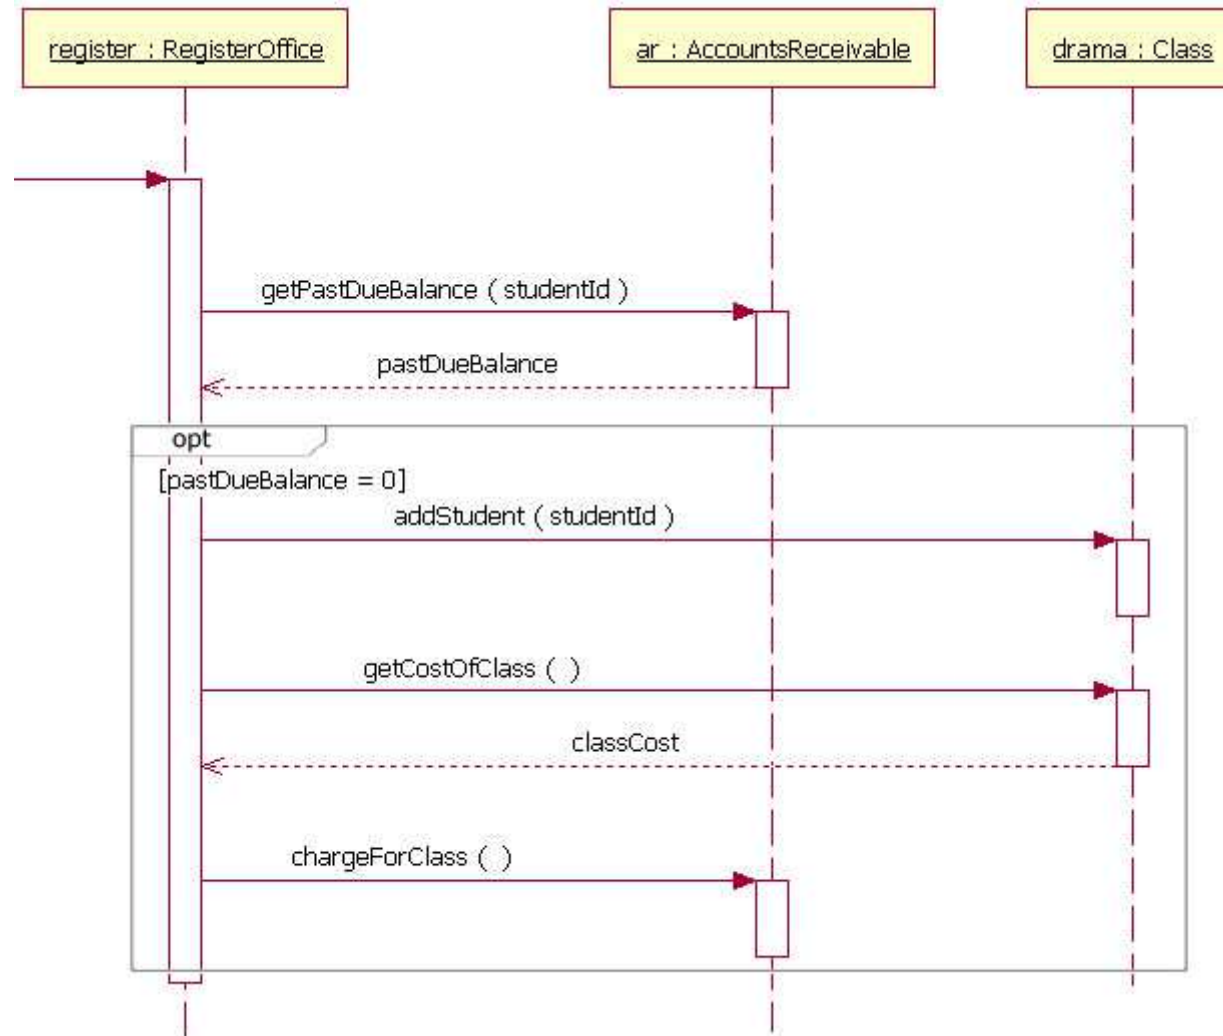 register : RegisterOffice
ar : AccountsReceivable
drama : Class
getPastDueBalance ( studentId )
pastDueBalance
opt
[pastDueBalance = 0]
addStudent ( studentId )
getCostOfClass (  )
classCost
chargeForClass (  )